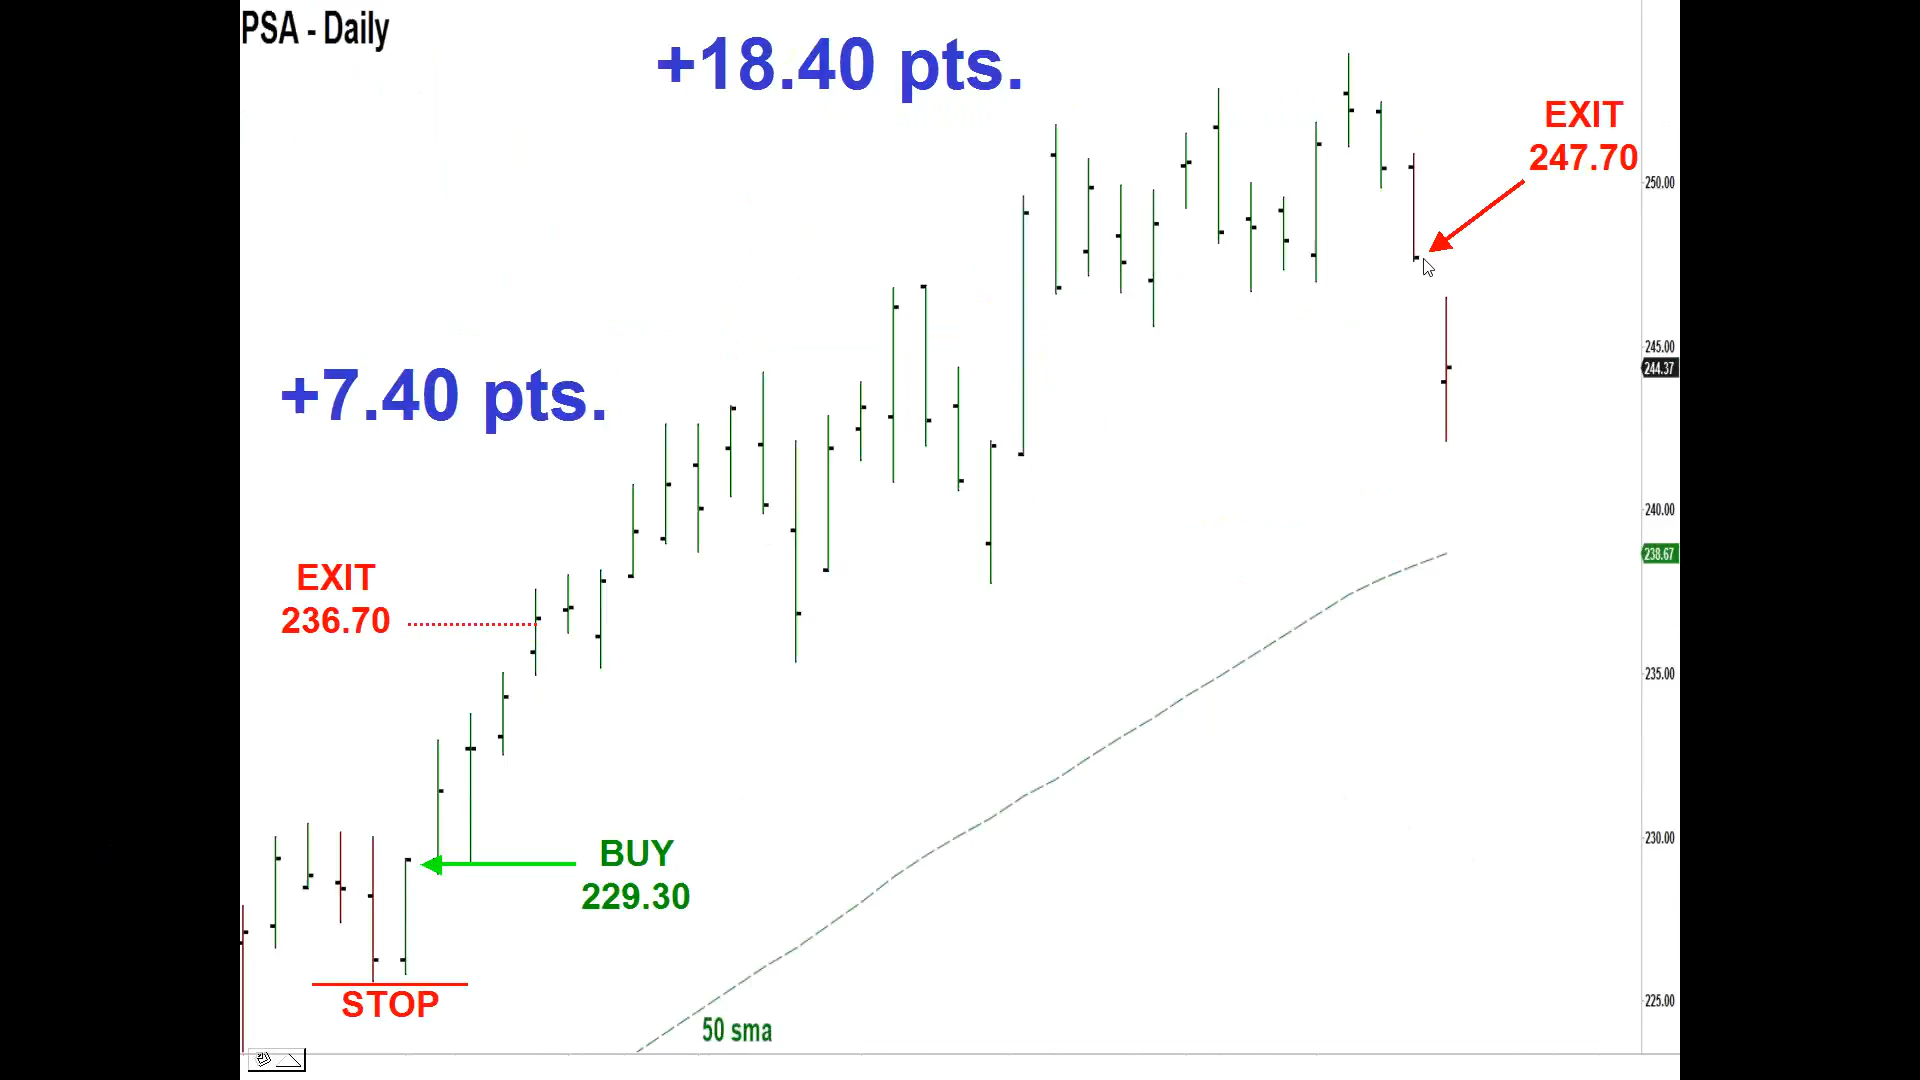 PSA - Daily
+18.40 pts.
EXIT
247.70
250.00
+7.40 pts.
245.00
244.37
240.00
238.67
EXIT
236.70
235.00
230.00
BUY
229.30
STOP
225.00
50 sma